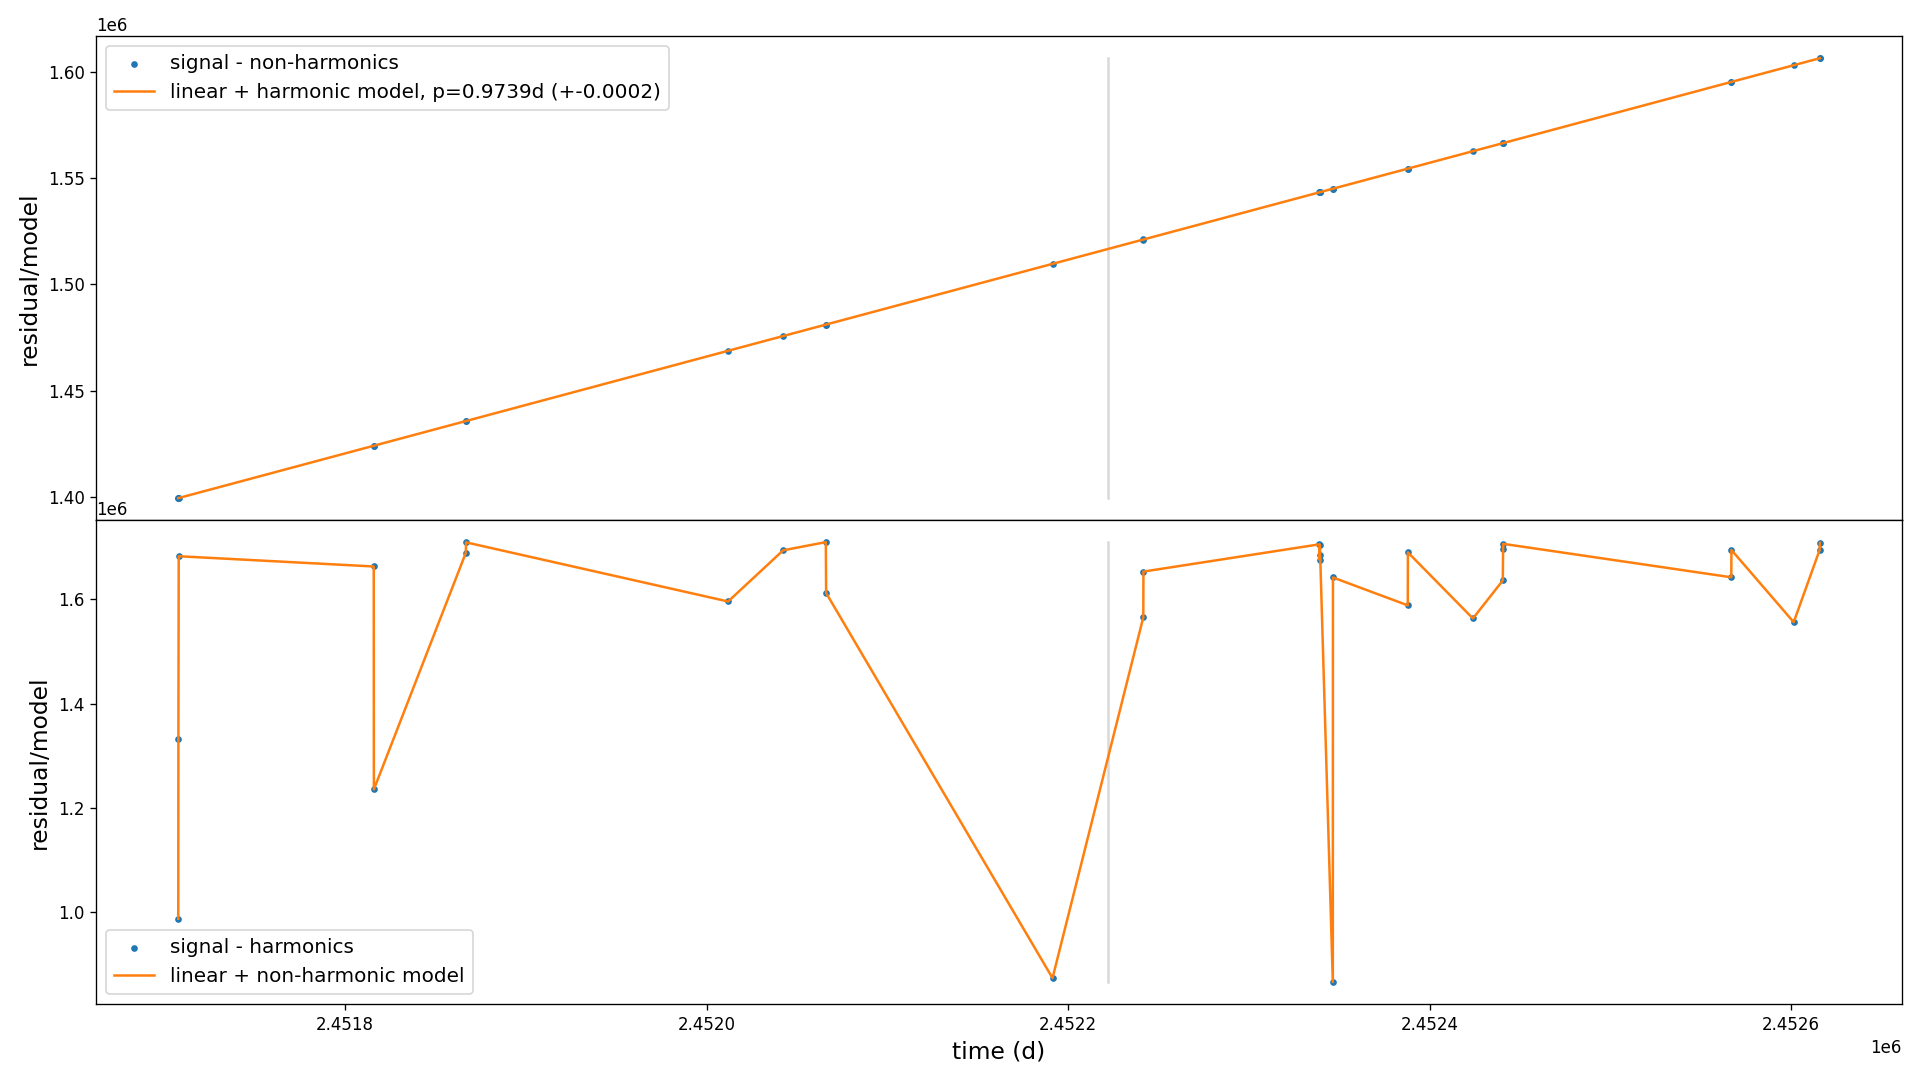 1e6
signal - non-harmonics
linear + harmonic model, p=0.9739d (+-0.0002)
1.60
1.55
1.50
1.45
1.40
residual/model
1e6
1.6
1.4
1.2
1.0
residual/model
signal - harmonics
linear + non-harmonic model
2.4518
2.4520
2.4522
2.4524
2.4526
time (d)
1e6